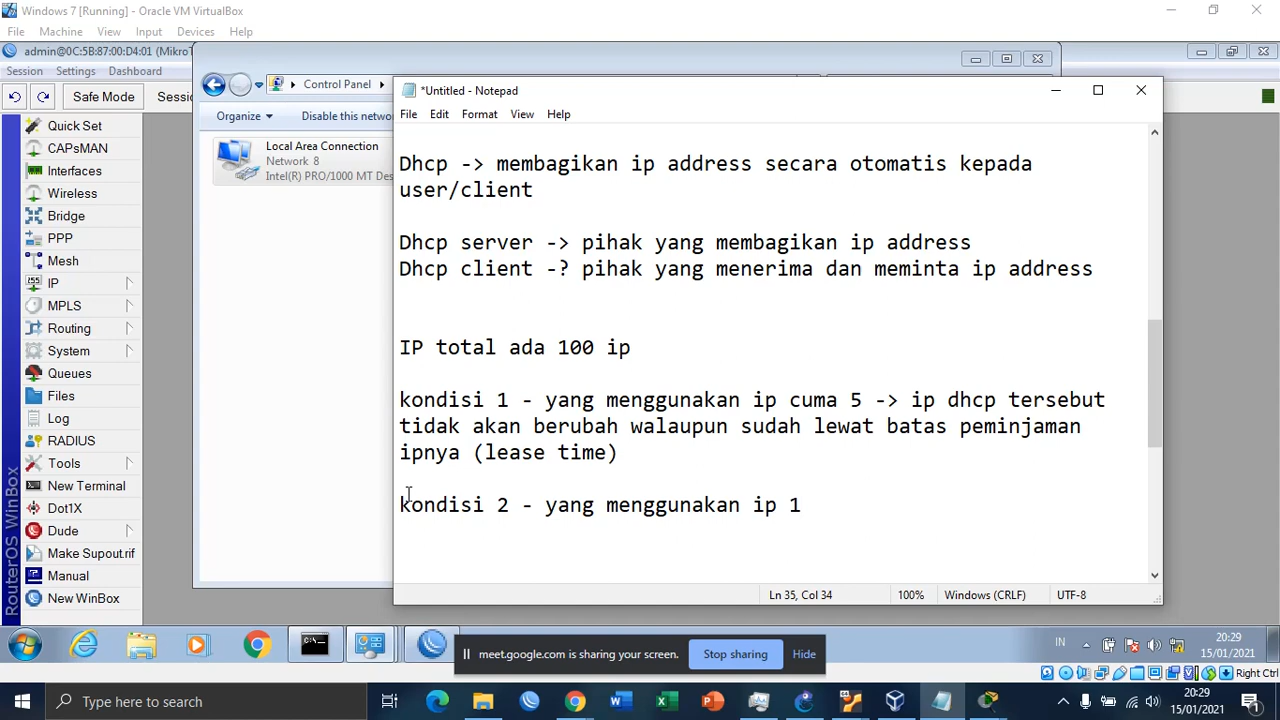 Windows 7 [Running] - Oracle VM VirtualBox
File Machine View Input Devices Help
admin@0C:5B:87:00:D4:01 (MikroT
Session Settings Dashboard
Safe Mode Sessi
Control Panel
Organize Disable this netwo
Local Area Connection
Network 8
Intel(R) PRO/1000 MT Des
Quick Set
CAPsMAN
Interfaces
Wireless
Bridge
PPP
Mesh
IP
MPLS
Routing
System
Queues
Files
Log
RADIUS
Tools
New Terminal
Dot1X
Dude
Make Supout.rif
Manual
New WinBox
RouterOS WinBox
*Untitled - Notepad
File Edit Format View Help
Dhcp -> membagikan ip address secara otomatis kepada
user/client
Dhcp server -> pihak yang membagikan ip address
Dhcp client -? pihak yang menerima dan meminta ip address
IP total ada 100 ip
kondisi 1 - yang menggunakan ip cuma 5 -> ip dhcp tersebut
tidak akan berubah walaupun sudah lewat batas peminjaman
ipnya (lease time)
kondisi 2 - yang menggunakan ip 1
Ln 35, Col 34 100% Windows (CRLF) UTF-8
IN
20:29
15/01/2021
meet.google.com is sharing your screen. Stop sharing Hide
Right Ctrl
Type here to search
20:29
15/01/2021